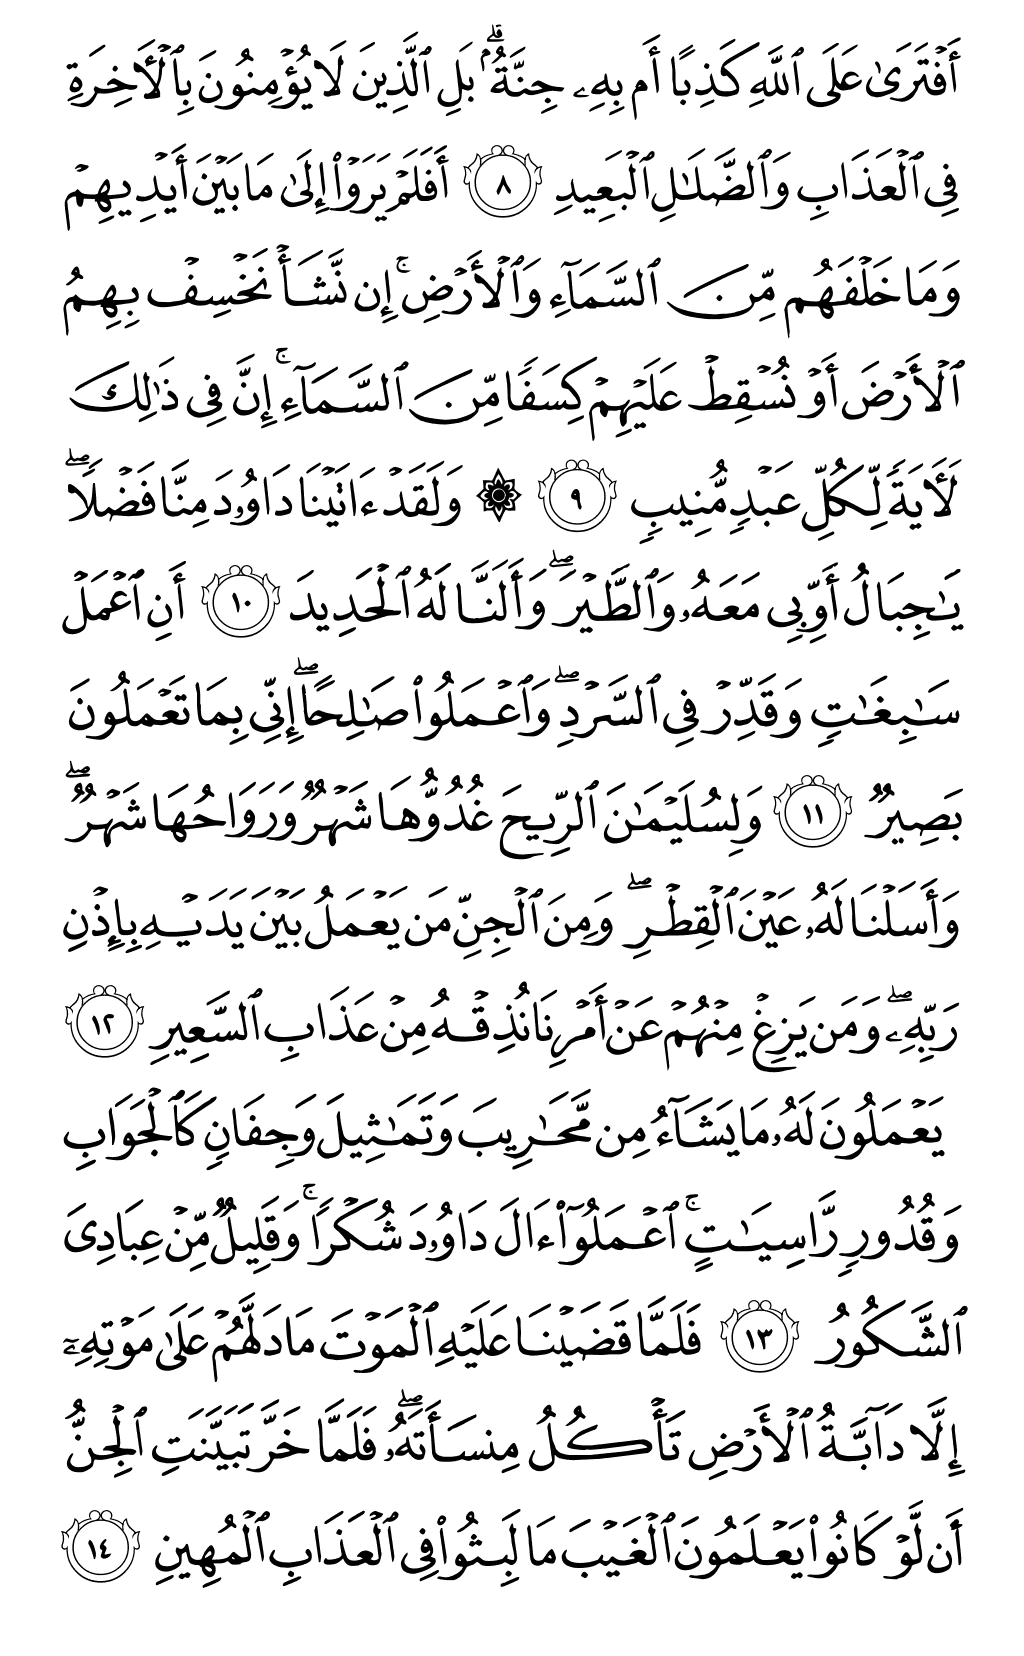 أَفۡتَرَىٰ عَلَى ٱللَّهِ كَذِبًا أَم بِهِۦ جِنَّةُۢۗ بَلِ ٱلَّذِينَ لَا يُؤۡمِنُونَ بِٱلۡأٓخِرَةِ
فِي ٱلۡعَذَابِ وَٱلضَّلَٰلِ ٱلۡبَعِيدِ ٨ أَفَلَمۡ يَرَوۡاْ إِلَىٰ مَا بَيۡنَ أَيۡدِيهِمۡ
وَمَا خَلۡفَهُم مِّنَ ٱلسَّمَآءِ وَٱلۡأَرۡضِۚ إِن نَّشَأۡ نَخۡسِفۡ بِهِمُ
ٱلۡأَرۡضَ أَوۡ نُسۡقِطۡ عَلَيۡهِمۡ كِسَفٗا مِّنَ ٱلسَّمَآءِۚ إِنَّ فِي ذَٰلِكَ
لَأٓيَةٗ لِّكُلِّ عَبۡدٖ مُّنِيبٖ ٩ ۞ وَلَقَدۡ ءَاتَيۡنَا دَاوُۥدَ مِنَّا فَضۡلٗاۖ
يَٰجِبَالُ أَوِّبِي مَعَهُۥ وَٱلطَّيۡرَۖ وَأَلَنَّا لَهُ ٱلۡحَدِيدَ ١٠ أَنِ ٱعۡمَلۡ
سَٰبِغَٰتٖ وَقَدِّرۡ فِي ٱلسَّرۡدِۖ وَٱعۡمَلُواْ صَٰلِحًاۖ إِنِّي بِمَا تَعۡمَلُونَ
بَصِيرٞ ١١ وَلِسُلَيۡمَٰنَ ٱلرِّيحَ غُدُوُّهَا شَهۡرٞ وَرَوَاحُهَا شَهۡرٞۖ
وَأَسَلۡنَا لَهُۥ عَيۡنَ ٱلۡقِطۡرِۖ وَمِنَ ٱلۡجِنِّ مَن يَعۡمَلُ بَيۡنَ يَدَيۡهِ بِإِذۡنِ
رَبِّهِۦۖ وَمَن يَزِغۡ مِنۡهُمۡ عَنۡ أَمۡرِنَا نُذِقۡهُ مِنۡ عَذَابِ ٱلسَّعِيرِ ١٢
يَعۡمَلُونَ لَهُۥ مَا يَشَآءُ مِن مَّحَٰرِيبَ وَتَمَٰثِيلَ وَجِفَانٖ كَٱلۡجَوَابِ
وَقُدُورٖ رَّاسِيَٰتٍۚ ٱعۡمَلُوٓاْ ءَالَ دَاوُۥدَ شُكۡرٗاۚ وَقَلِيلٞ مِّنۡ عِبَادِيَ
ٱلشَّكُورُ ١٣ فَلَمَّا قَضَيۡنَا عَلَيۡهِ ٱلۡمَوۡتَ مَا دَلَّهُمۡ عَلَىٰ مَوۡتِهِۦٓ
إِلَّا دَآبَّةُ ٱلۡأَرۡضِ تَأۡكُلُ مِنسَأَتَهُۥۖ فَلَمَّا خَرَّ تَبَيَّنَتِ ٱلۡجِنُّ
أَن لَّوۡ كَانُواْ يَعۡلَمُونَ ٱلۡغَيۡبَ مَا لَبِثُواْ فِي ٱلۡعَذَابِ ٱلۡمُهِينِ ١٤